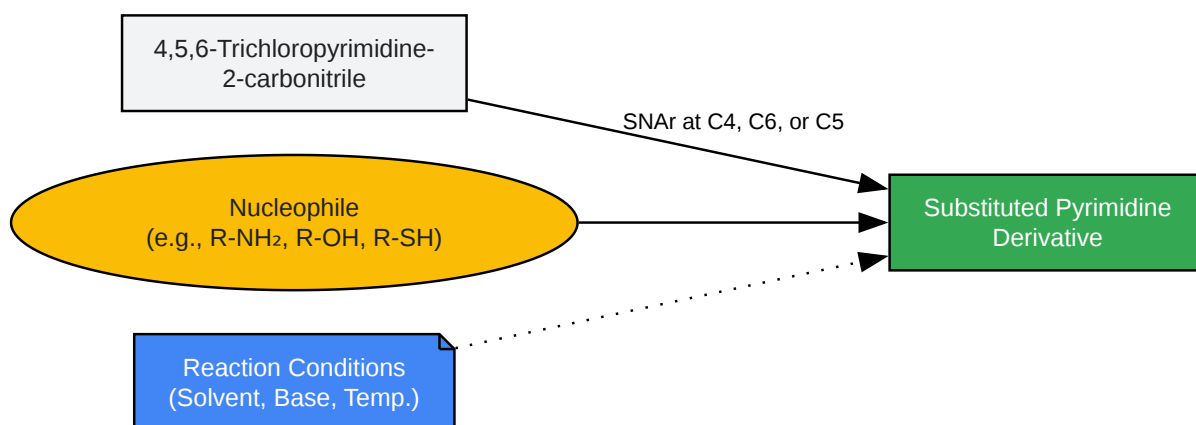 4,5,6-Trichloropyrimidine-
2-carbonitrile
SNAr at C4, C6, or C5
Nucleophile
(e.g., R-NH₂, R-OH, R-SH)
Substituted Pyrimidine
Derivative
Reaction Conditions
(Solvent, Base, Temp.)